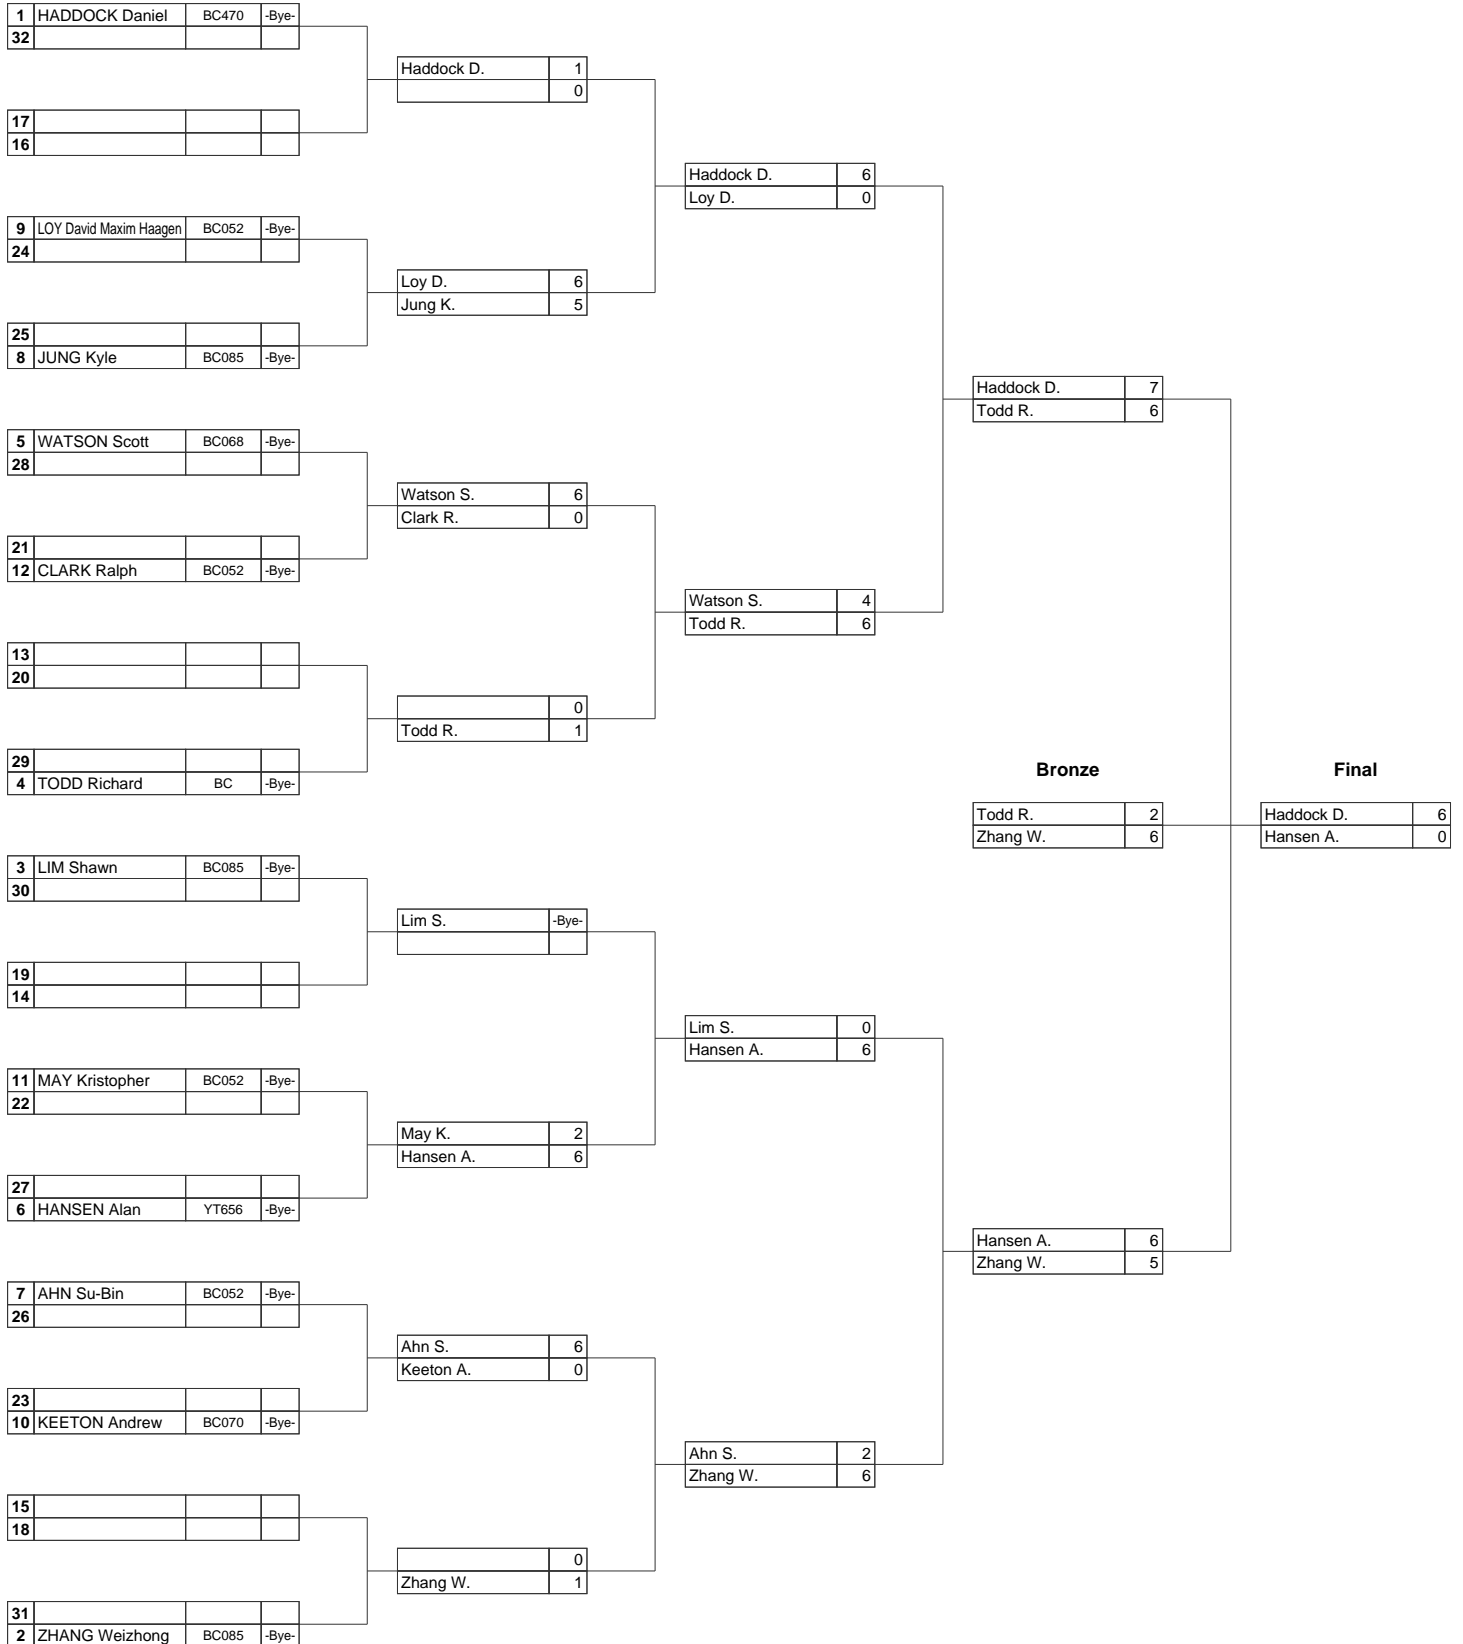 1 HADDOCK Daniel BC470 -Bye-
32
Haddock D. 1
0
17
16
Haddock D. 6
Loy D. 0
9 LOY David Maxim Haagen BC052 -Bye-
24
Loy D. 6
Jung K. 5
25
8 JUNG Kyle BC085 -Bye-
Haddock D. 7
Todd R. 6
5 WATSON Scott BC068 -Bye-
28
Watson S. 6
Clark R. 0
21
12 CLARK Ralph BC052 -Bye-
Watson S. 4
Todd R. 6
13
20
0
Todd R. 1
29
4 TODD Richard BC -Bye-
Bronze Final
Todd R. 2 Haddock D. 6
Zhang W. 6 Hansen A. 0
3 LIM Shawn BC085 -Bye-
30
Lim S. -Bye-
19
14
Lim S. 0
Hansen A. 6
11 MAY Kristopher BC052 -Bye-
22
May K. 2
Hansen A. 6
27
6 HANSEN Alan YT656 -Bye-
Hansen A. 6
Zhang W. 5
7 AHN Su-Bin BC052 -Bye-
26
Ahn S. 6
Keeton A. 0
23
10 KEETON Andrew BC070 -Bye-
Ahn S. 2
Zhang W. 6
15
18
0
Zhang W. 1
31
2 ZHANG Weizhong BC085 -Bye-